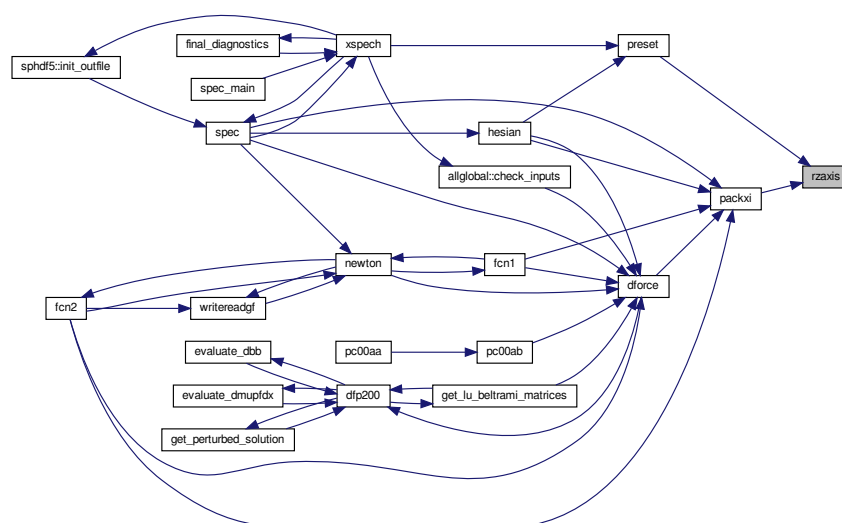 final_diagnostics
xspech
preset
sphdf5::init_outfile
spec_main
spec
hesian
allglobal::check_inputs
rzaxis
packxi
newton
fcn1
dforce
fcn2
writereadgf
evaluate_dbb
pc00aa
pc00ab
evaluate_dmupfdx
dfp200
get_lu_beltrami_matrices
get_perturbed_solution